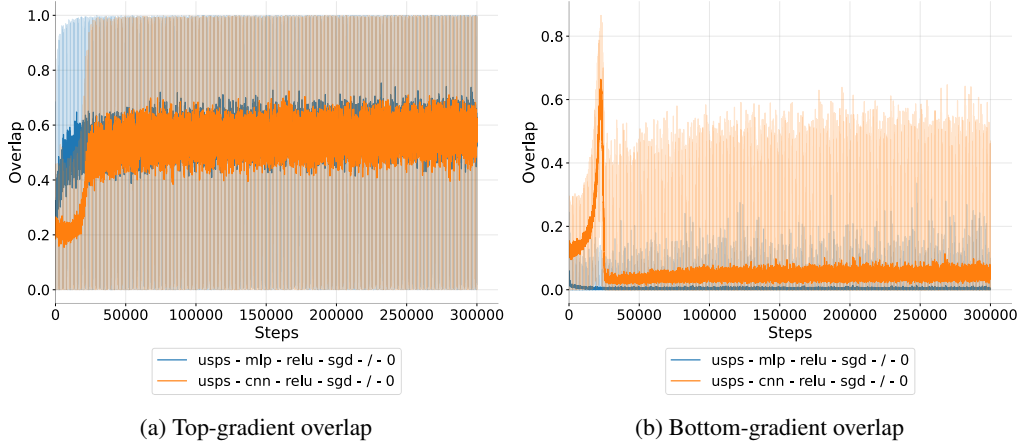 1.0
0.8
0.6
0.4
0.2
0.0
Overlap
0
50000
100000
150000
200000
250000
300000
Steps
usps - mlp - relu - sgd - / - 0
usps - cnn - relu - sgd - / - 0
(a) Top-gradient overlap
0.8
0.6
0.4
0.2
0.0
Overlap
0
50000
100000
150000
200000
250000
300000
Steps
usps - mlp - relu - sgd - / - 0
usps - cnn - relu - sgd - / - 0
(b) Bottom-gradient overlap